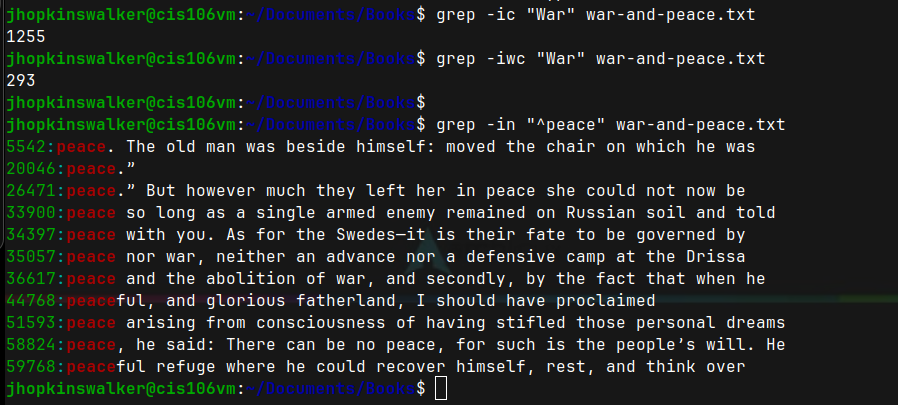 jhopkinswalker@cis106vm:~/Documents/Books$ grep -ic "War" war-and-peace.txt
1255
jhopkinswalker@cis106vm:~/Documents/Books$ grep -iwc "War" war-and-peace.txt
293
jhopkinswalker@cis106vm:~/Documents/Books$
jhopkinswalker@cis106vm:~/Documents/Books$ grep -in "^peace" war-and-peace.txt
5542:peace. The old man was beside himself: moved the chair on which he was
20046:peace.”
26471:peace.” But however much they left her in peace she could not now be
33900:peace so long as a single armed enemy remained on Russian soil and told
34397:peace with you. As for the Swedes—it is their fate to be governed by
35057:peace nor war, neither an advance nor a defensive camp at the Drissa
36617:peace and the abolition of war, and secondly, by the fact that when he
44768:peaceful, and glorious fatherland, I should have proclaimed
51593:peace arising from consciousness of having stifled those personal dreams
58824:peace, he said: There can be no peace, for such is the people’s will. He
59768:peaceful refuge where he could recover himself, rest, and think over
jhopkinswalker@cis106vm:~/Documents/Books$